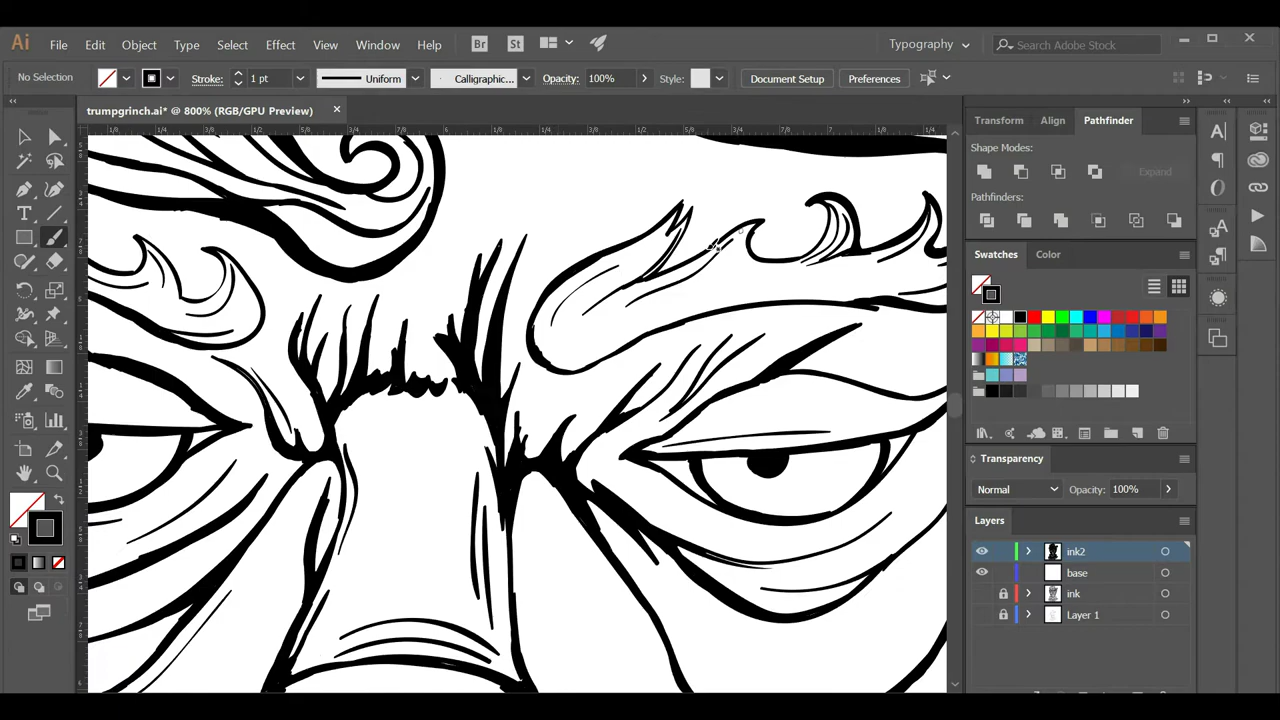 Ai File Edit Object Type Select Effect View Window Help Br St Typography Search Adobe Stock
No Selection Stroke: 1 pt Uniform Calligraphic... Opacity: 100% Style: Document Setup Preferences
trumpgrinch.ai* @ 800% (RGB/GPU Preview)
Transform Align Pathfinder
Shape Modes:
Expand
Pathfinders:
Swatches Color
Transparency
Normal Opacity: 100%
Layers
ink2
base
ink
Layer 1